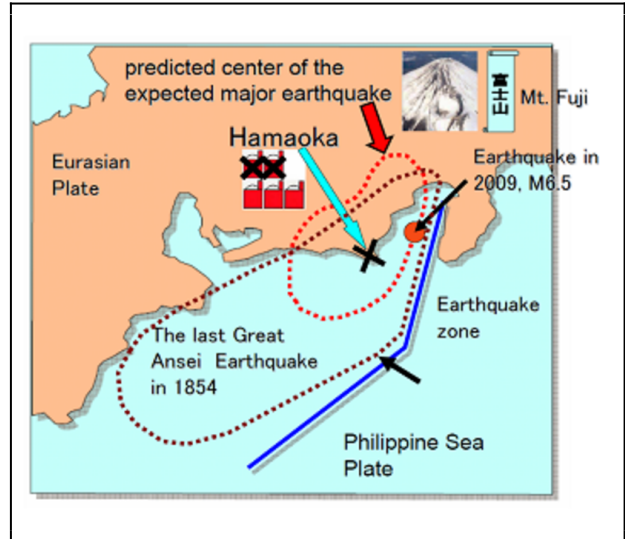 predicted center of the
expected major earthquake
富士山
Mt. Fuji
Hamaoka
Eurasian
Plate
Earthquake in
2009, M6.5
Earthquake
zone
The last Great
Ansei Earthquake
in 1854
Philippine Sea
Plate